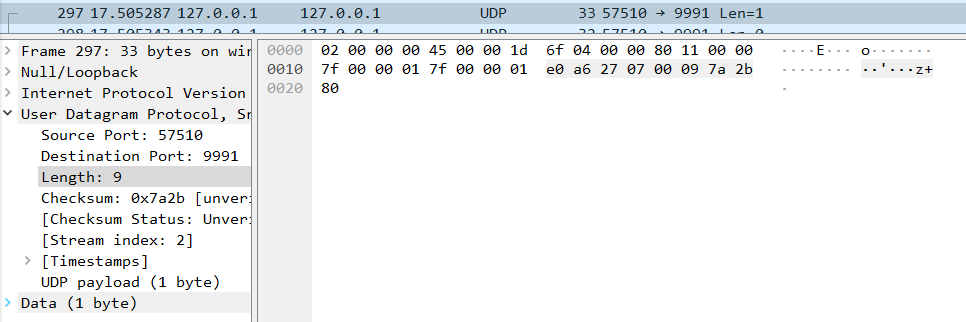 297 17.505287 127.0.0.1 127.0.0.1 UDP 33 57510 → 9991 Len=1
298 17.505343 127.0.0.1 127.0.0.1 UDP 33 57510 → 9991 Len=0
Frame 297: 33 bytes on wir
Null/Loopback
Internet Protocol Version
User Datagram Protocol, Sr
Source Port: 57510
Destination Port: 9991
Length: 9
Checksum: 0x7a2b [unveri
[Checksum Status: Unveri
[Stream index: 2]
[Timestamps]
UDP payload (1 byte)
Data (1 byte)
0000 02 00 00 00 45 00 00 1d 6f 04 00 00 80 11 00 00 ····E··· o·······
0010 7f 00 00 01 7f 00 00 01 e0 a6 27 07 00 09 7a 2b ········ ··'···z+
0020 80 ·